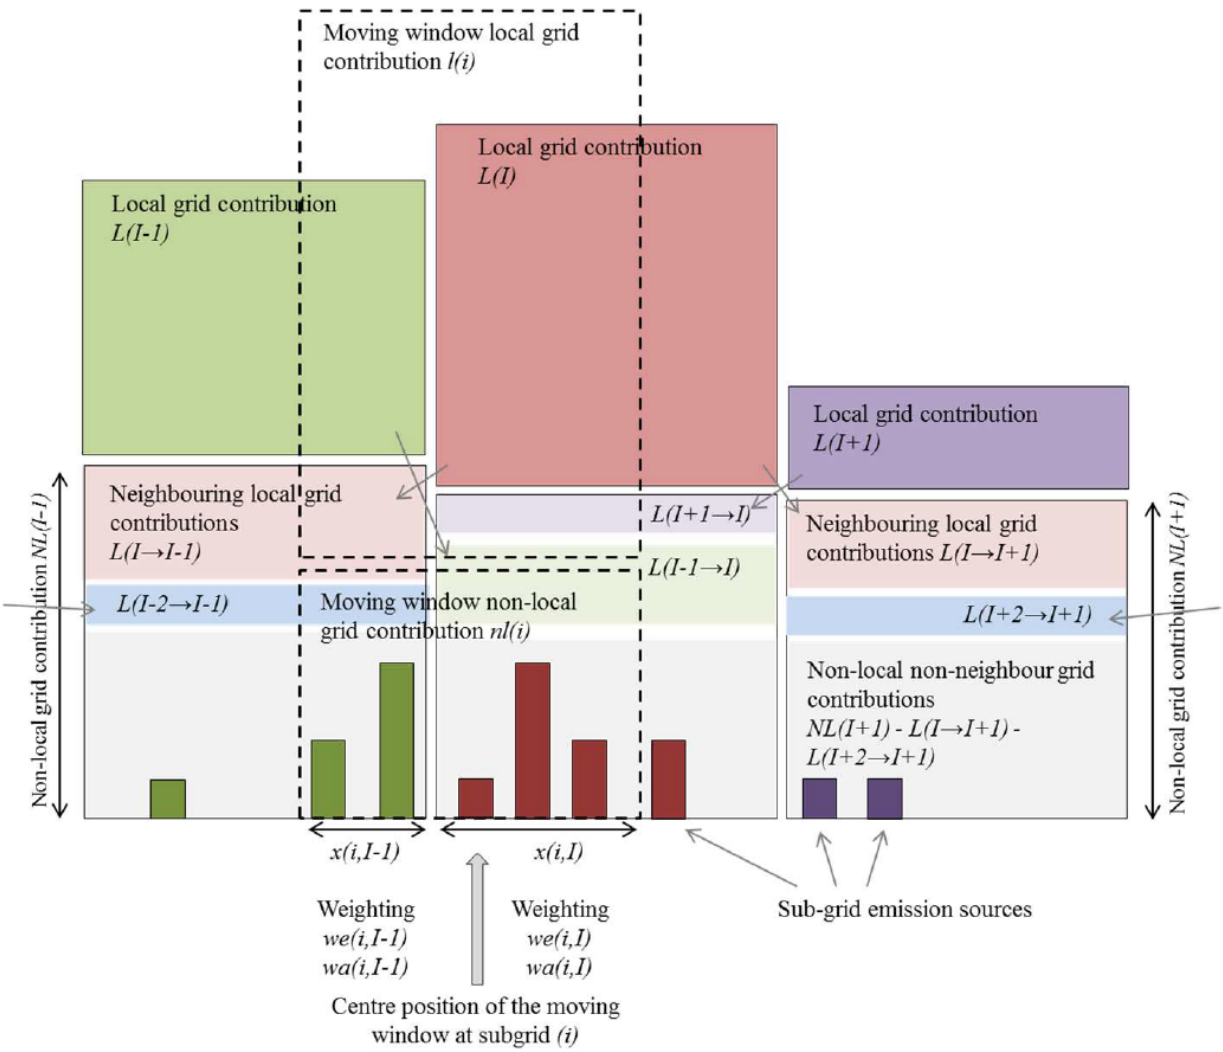 Moving window local grid
contribution l(i)
Local grid contribution
L(I)
Local grid contribution
L(I-1)
Local grid contribution
L(I+1)
Non-local grid contribution NL(I-1)
Neighbouring local grid
contributions
L(I→I-1)
L(I+1→I)
L(I-1→I)
Neighbouring local grid
contributions L(I→I+1)
L(I-2→I-1)
Moving window non-local
grid contribution nl(i)
L(I+2→I+1)
Non-local non-neighbour grid
contributions
NL(I+1) - L(I→I+1) -
L(I+2→I+1)
Non-local grid contribution NL(I+1)
x(i,I-1)
x(i,I)
Weighting
we(i,I-1)
wa(i,I-1)
Weighting
we(i,I)
wa(i,I)
Sub-grid emission sources
Centre position of the moving
window at subgrid (i)